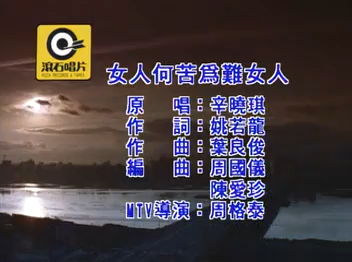 滾石唱片
ROCK RECORDS & TAPES
女人何苦為難女人
原　唱：辛曉琪
作　詞：姚若龍
作　曲：葉良俊
編　曲：周國儀
陳愛珍
MTV導演：周格泰